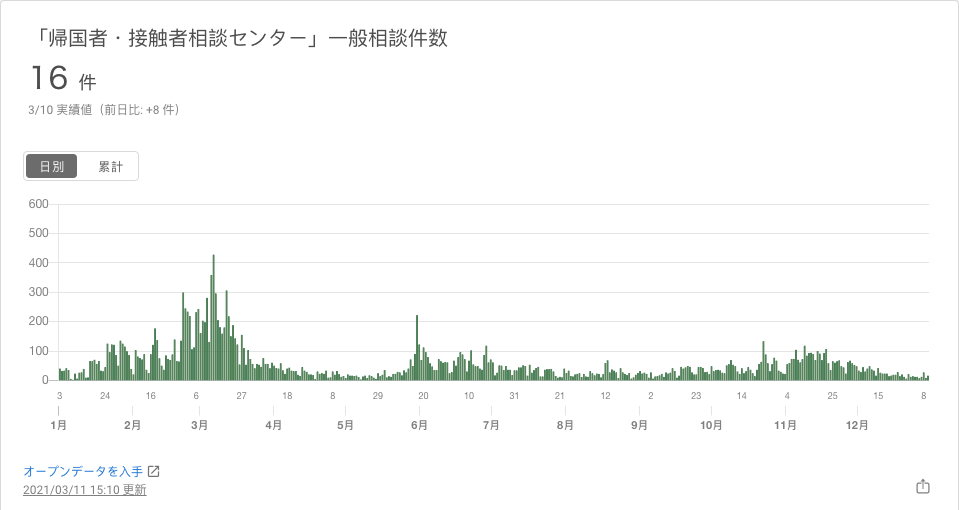 「帰国者・接触者相談センター」一般相談件数
16 件
3/10 実績値（前日比: +8 件）
日別 累計
600
500
400
300
200
100
0
3 24 16 6 27 18 8 29 20 10 31 21 12 2 23 14 4 25 15 8
1月 2月 3月 4月 5月 6月 7月 8月 9月 10月 11月 12月
オープンデータを入手
2021/03/11 15:10 更新